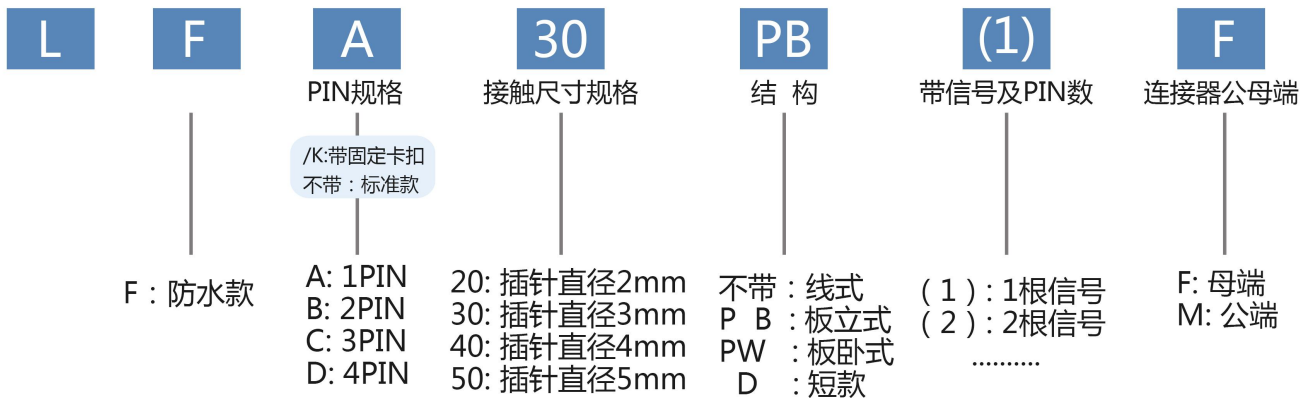 L F A 30 PB (1) F
PIN规格 接触尺寸规格 结 构 带信号及PIN数 连接器公母端
/K:带固定卡扣
不带：标准款
F：防水款
A: 1PIN
B: 2PIN
C: 3PIN
D: 4PIN
20: 插针直径2mm
30: 插针直径3mm
40: 插针直径4mm
50: 插针直径5mm
不带：线式
P B：板立式
PW ：板卧式
D ：短款
（1）: 1根信号
（2）: 2根信号
..........
F: 母端
M: 公端